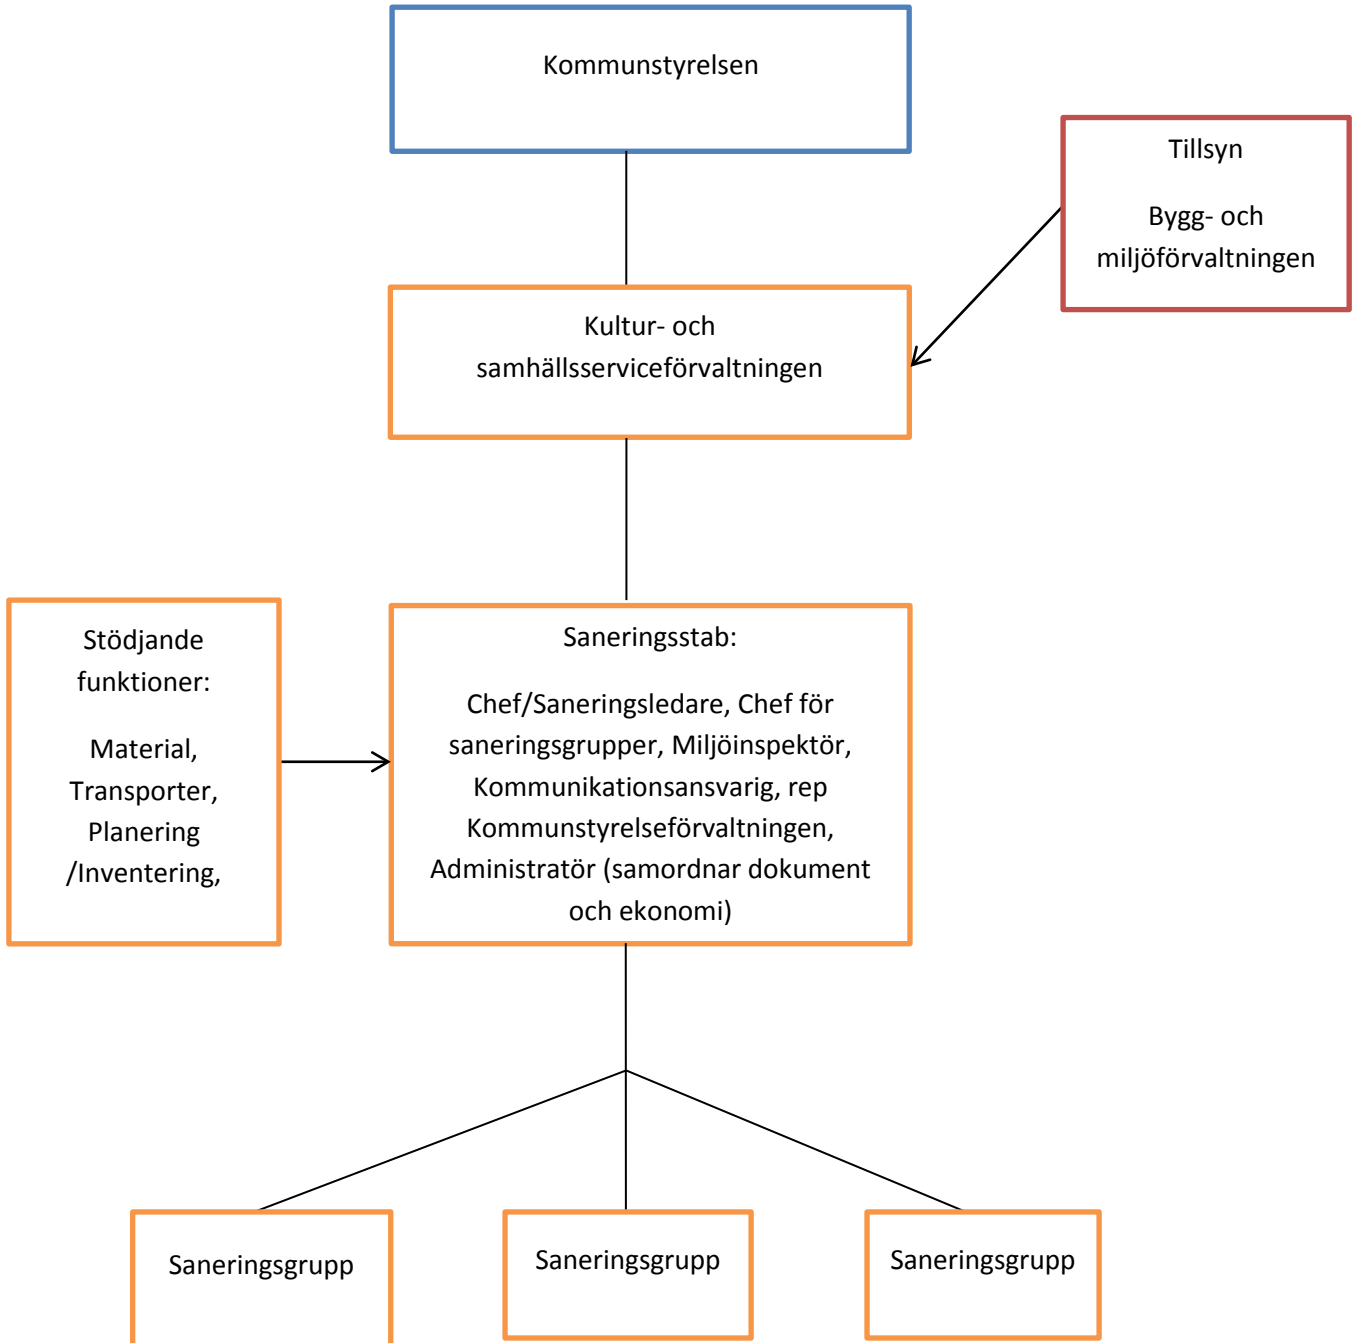 Kommunstyrelsen
Tillsyn
Bygg- och
miljöförvaltningen
Kultur- och
samhällsserviceförvaltningen
Stödjande
funktioner:
Material,
Transporter,
Planering
/Inventering,
Saneringsstab:
Chef/Saneringsledare, Chef för
saneringsgrupper, Miljöinspektör,
Kommunikationsansvarig, rep
Kommunstyrelseförvaltningen,
Administratör (samordnar dokument
och ekonomi)
Saneringsgrupp
Saneringsgrupp
Saneringsgrupp